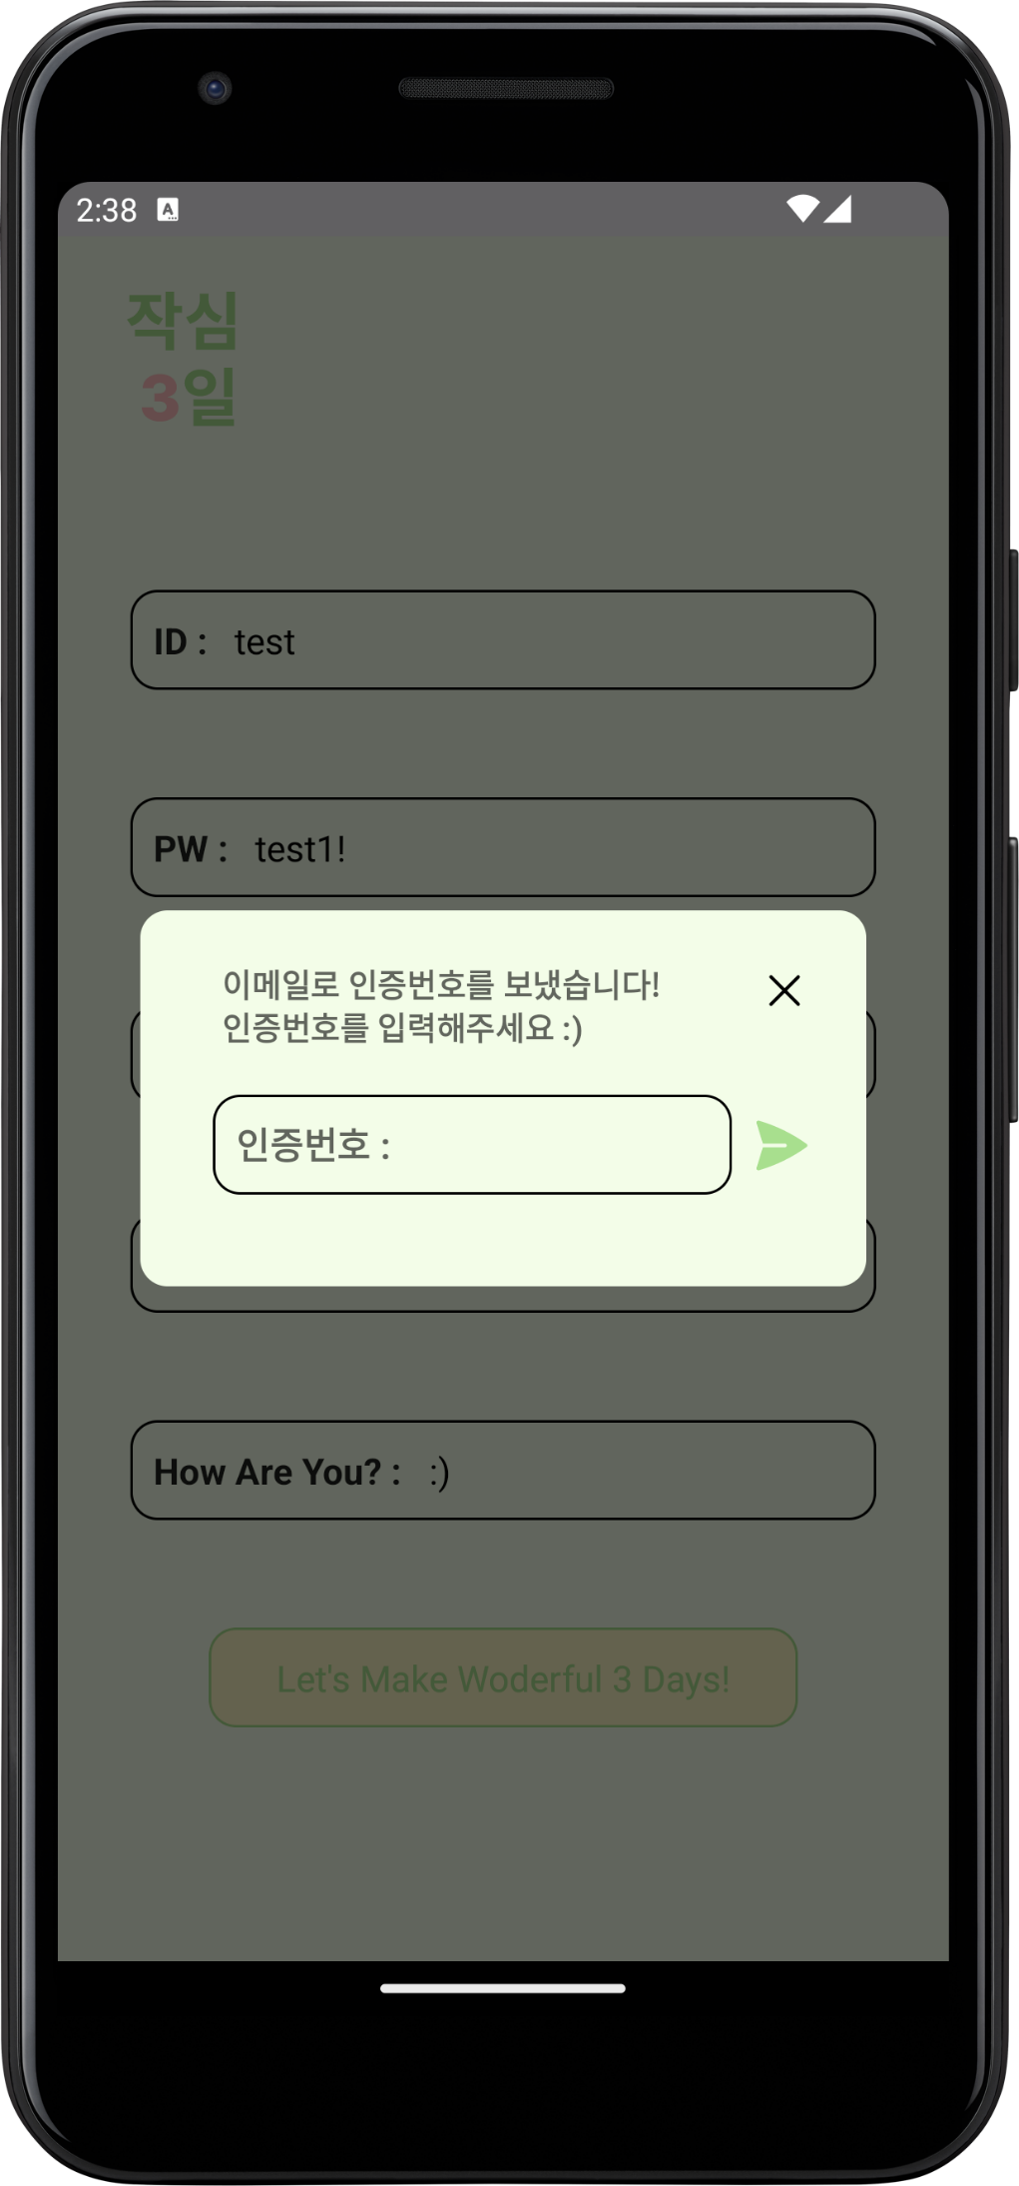 2:38
작심
3일
ID : test
PW : test1!
이메일로 인증번호를 보냈습니다!
인증번호를 입력해주세요 :)
인증번호 :
How Are You? : :)
Let's Make Woderful 3 Days!